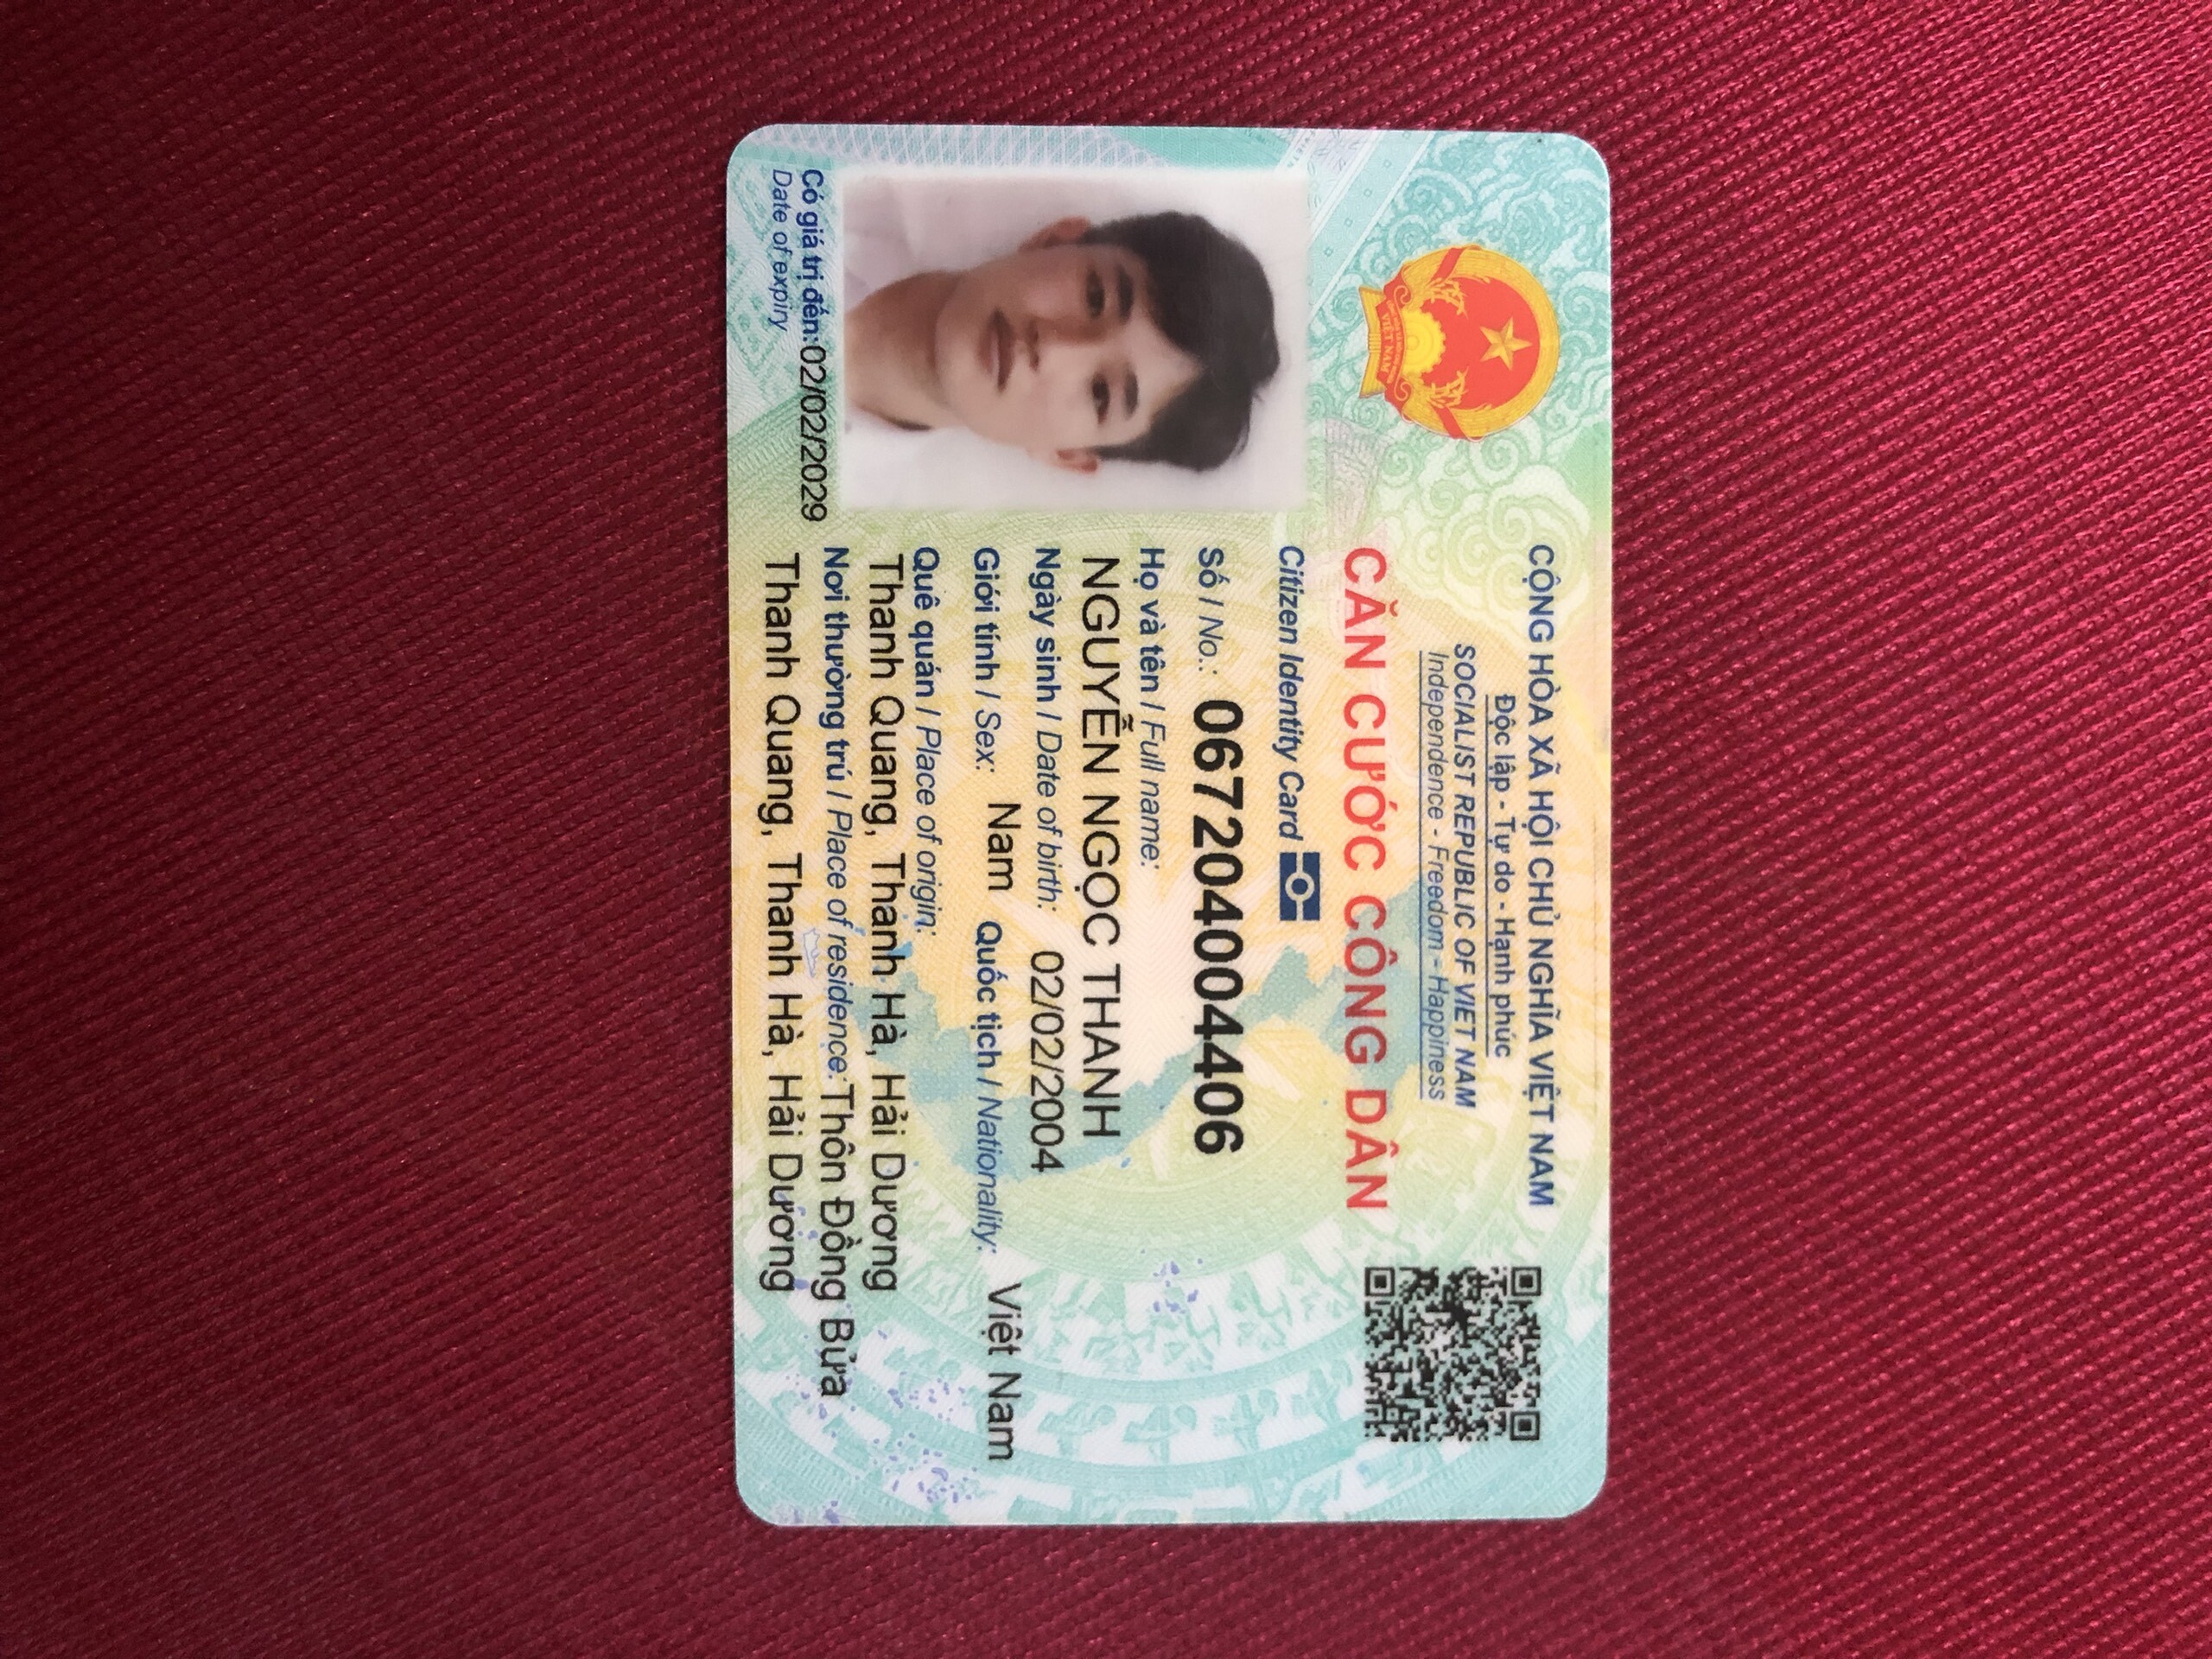 CỘNG HÒA XÃ HỘI CHỦ NGHĨA VIỆT NAM
Độc lập - Tự do - Hạnh phúc
SOCIALIST REPUBLIC OF VIET NAM
Independence - Freedom - Happiness
CĂN CƯỚC CÔNG DÂN
Citizen Identity Card
Số / No.: 067204004406
Họ và tên / Full name:
NGUYỄN NGỌC THANH
Ngày sinh / Date of birth: 02/02/2004
Giới tính / Sex: Nam Quốc tịch / Nationality: Việt Nam
Quê quán / Place of origin:
Thanh Quang, Thanh Hà, Hải Dương
Nơi thường trú / Place of residence: Thôn Đồng Bửa
Thanh Quang, Thanh Hà, Hải Dương
Có giá trị đến: 02/02/2029
Date of expiry
VIỆT NAM